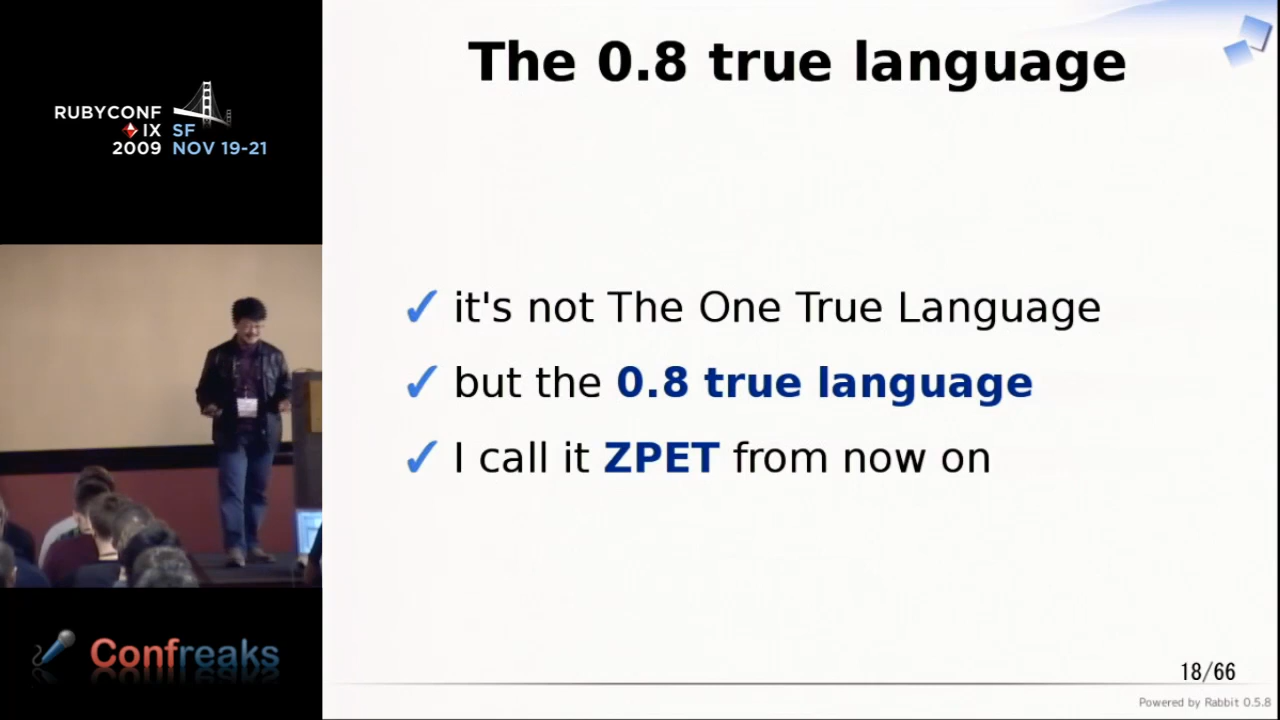 RUBYCONF
IX SF
2009 NOV 19-21
The 0.8 true language
✓ it's not The One True Language
✓ but the 0.8 true language
✓ I call it ZPET from now on
Confreaks
18/66
Powered by Rabbit 0.5.8